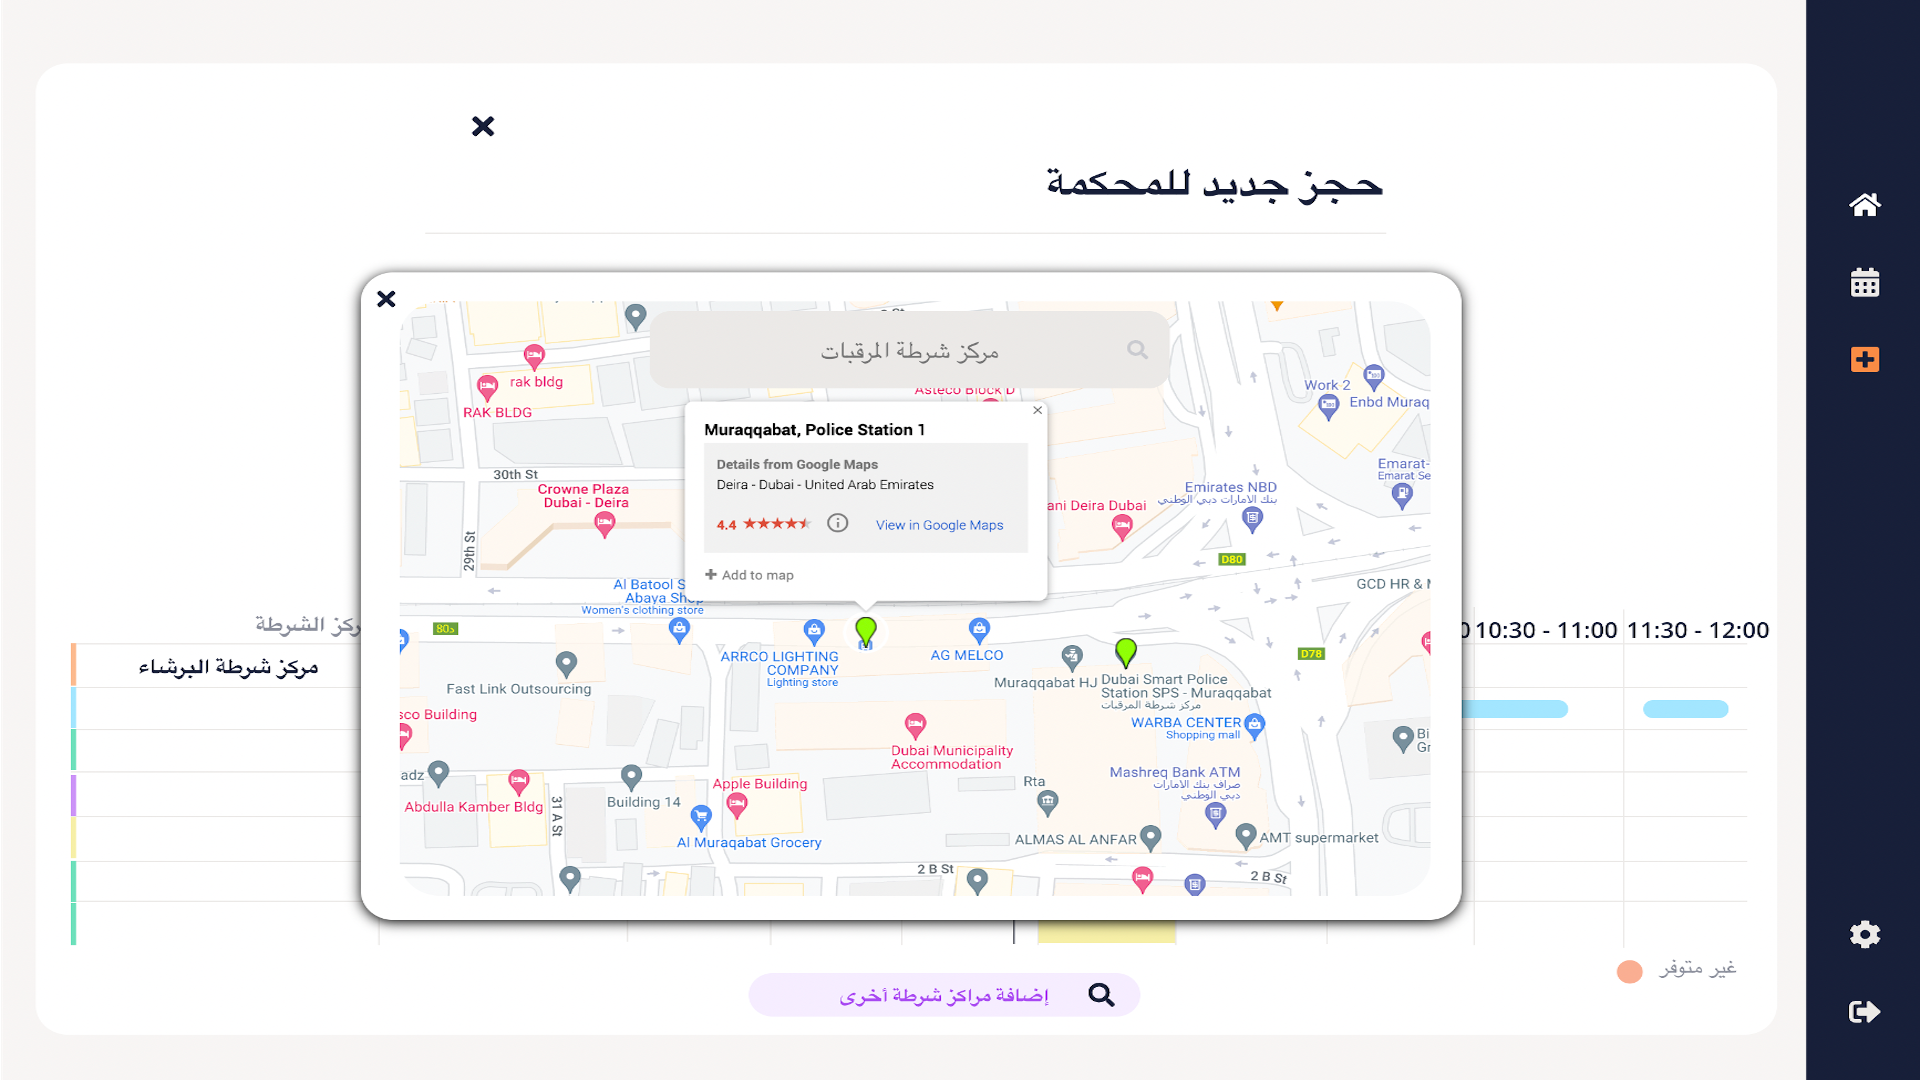 حجز جديد للمحكمة
مركز شرطة المرقبات
Asteco Block D
rak bldg
RAK BLDG
Work 2
Enbd Muraq
Muraqqabat, Police Station 1
Details from Google Maps
Deira - Dubai - United Arab Emirates
4.4
View in Google Maps
Add to map
30th St
Crowne Plaza
Dubai - Deira
29th St
ani Deira Dubai
Emirates NBD
بنك الامارات دبي الوطني
Emarat-
Emarat Se
D80
GCD HR &
Al Batool S
Abaya Shop
Women's clothing store
80د
ARRCO LIGHTING
COMPANY
Lighting store
AG MELCO
Muraqqabat HJ
Dubai Smart Police
Station SPS - Muraqqabat
مركز شرطة المرقبات
D78
Fast Link Outsourcing
sco Building
WARBA CENTER
Shopping mall
Bi
Gr
Dubai Municipality
Accommodation
adz
Abdulla Kamber Bldg
31 A St
Building 14
Apple Building
Al Muraqabat Grocery
Rta
Mashreq Bank ATM
صراف بنك الامارات
دبي الوطني
ALMAS AL ANFAR
AMT supermarket
2 B St
2 B St
ركز الشرطة
0 10:30 - 11:00 11:30 - 12:00
مركز شرطة البرشاء
غير متوفر
إضافة مراكز شرطة أخرى